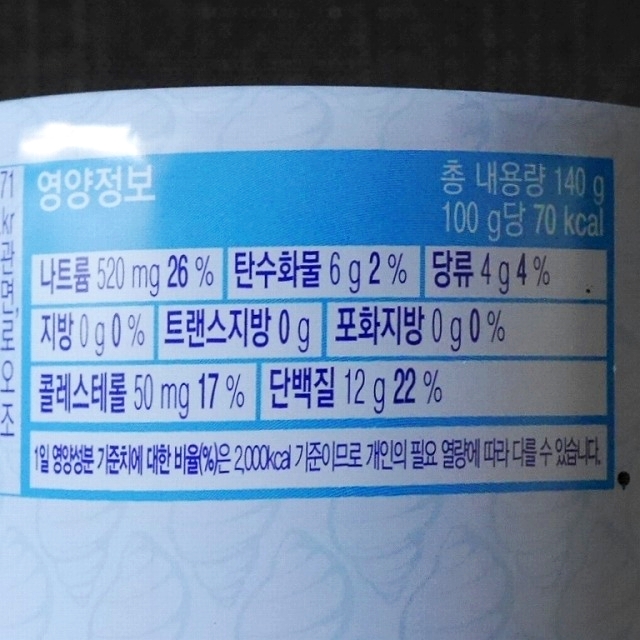 영양정보
총 내용량 140 g
100 g당 70 kcal
나트륨 520 mg 26 % 탄수화물 6 g 2 % 당류 4 g 4 %
지방 0 g 0 % 트랜스지방 0 g 포화지방 0 g 0 %
콜레스테롤 50 mg 17 % 단백질 12 g 22 %
1일 영양성분 기준치에 대한 비율(%)은 2,000kcal 기준이므로 개인의 필요 열량에 따라 다를 수 있습니다.
71
.kr